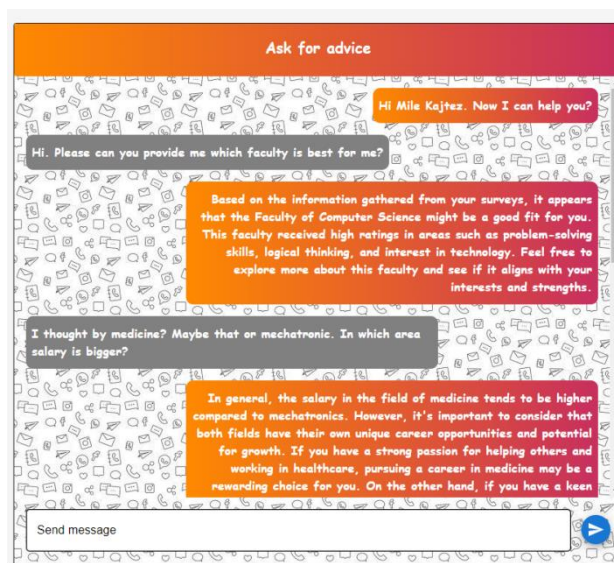 Ask for advice
Hi Mile Kajtez. Now I can help you?
Hi. Please can you provide me which faculty is best for me?
Based on the information gathered from your surveys, it appears
that the Faculty of Computer Science might be a good fit for you.
This faculty received high ratings in areas such as problem-solving
skills, logical thinking, and interest in technology. Feel free to
explore more about this faculty and see if it aligns with your
interests and strengths.
I thought by medicine? Maybe that or mechatronic. In which area
salary is bigger?
In general, the salary in the field of medicine tends to be higher
compared to mechatronics. However, it's important to consider that
both fields have their own unique career opportunities and potential
for growth. If you have a strong passion for helping others and
working in healthcare, pursuing a career in medicine may be a
rewarding choice for you. On the other hand, if you have a keen
Send message